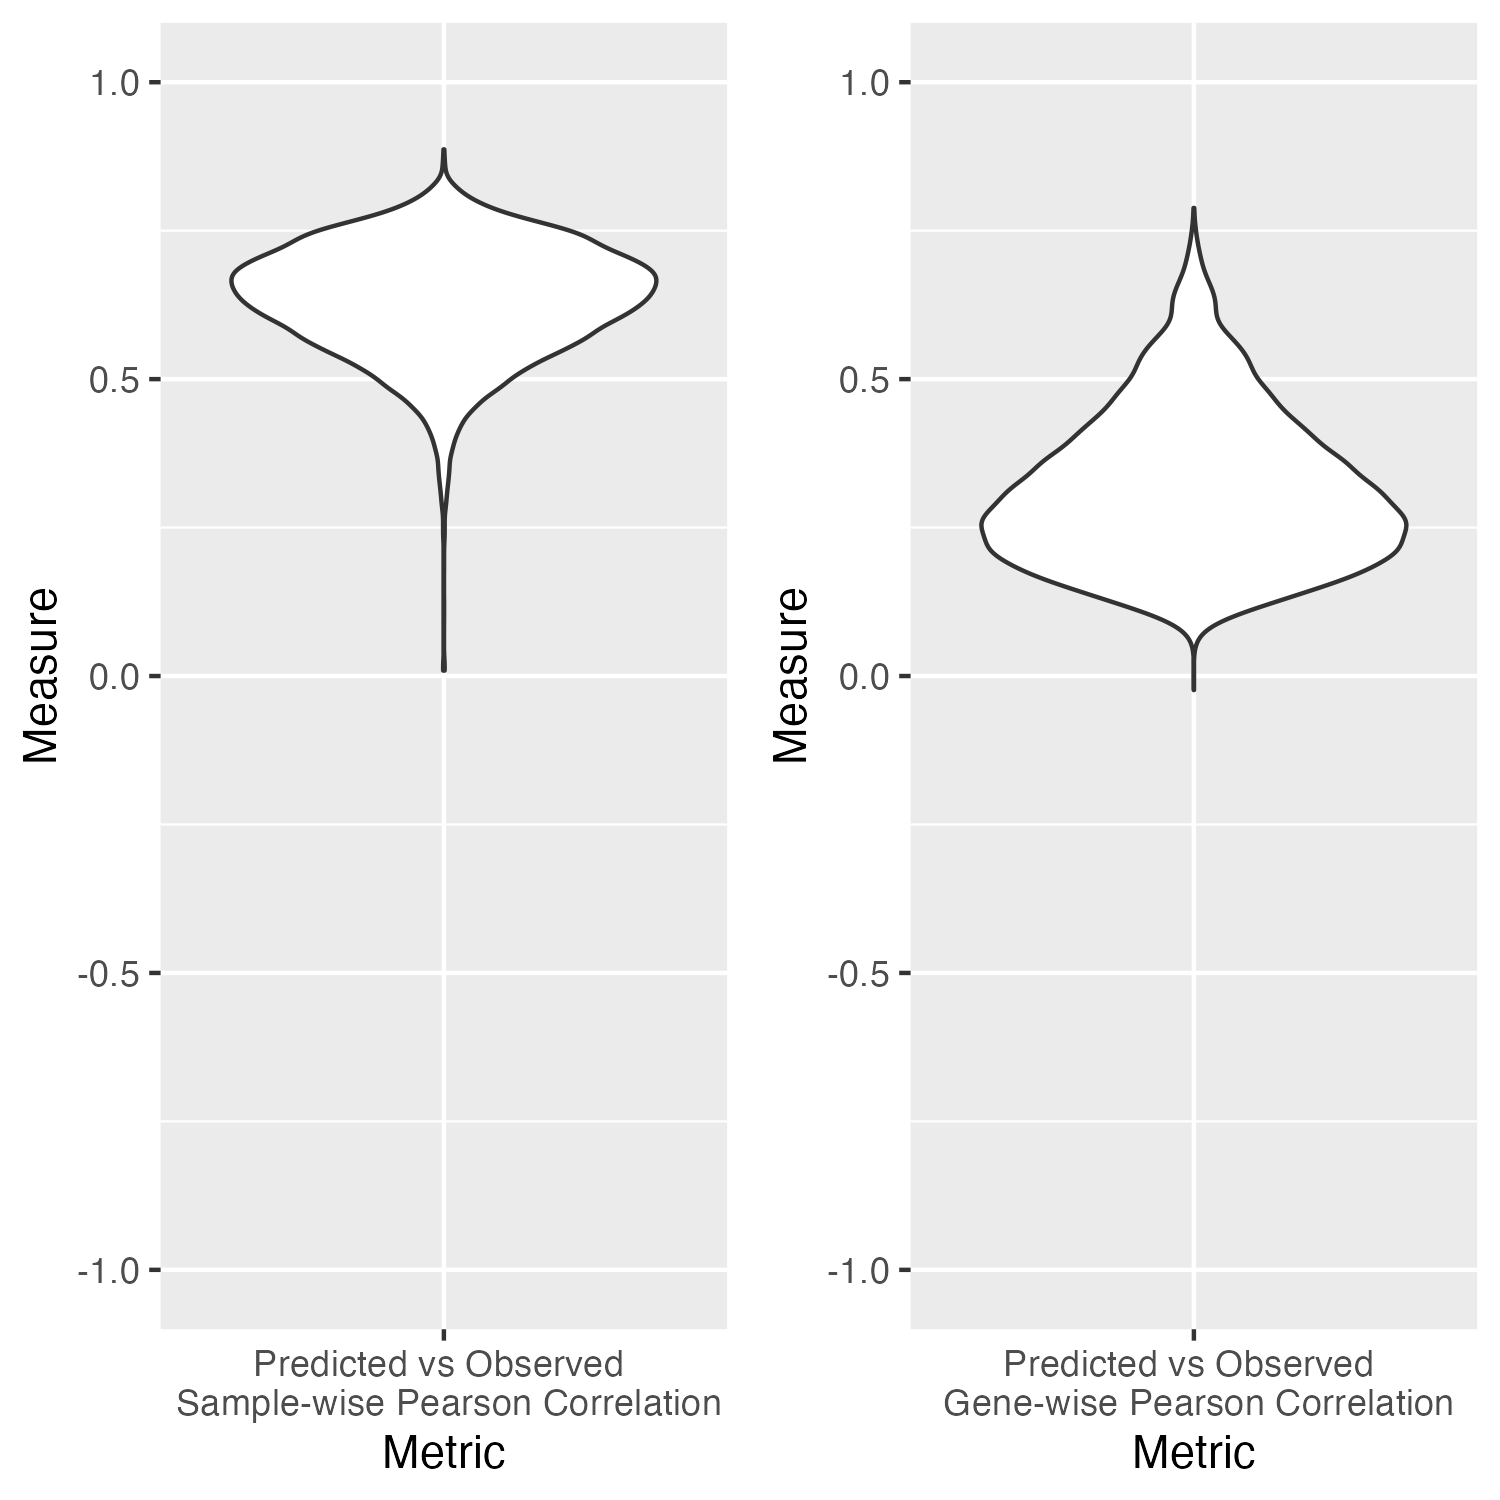 Measure
1.0
0.5
0.0
-0.5
-1.0
Predicted vs Observed
Sample-wise Pearson Correlation
Metric
Measure
1.0
0.5
0.0
-0.5
-1.0
Predicted vs Observed
Gene-wise Pearson Correlation
Metric